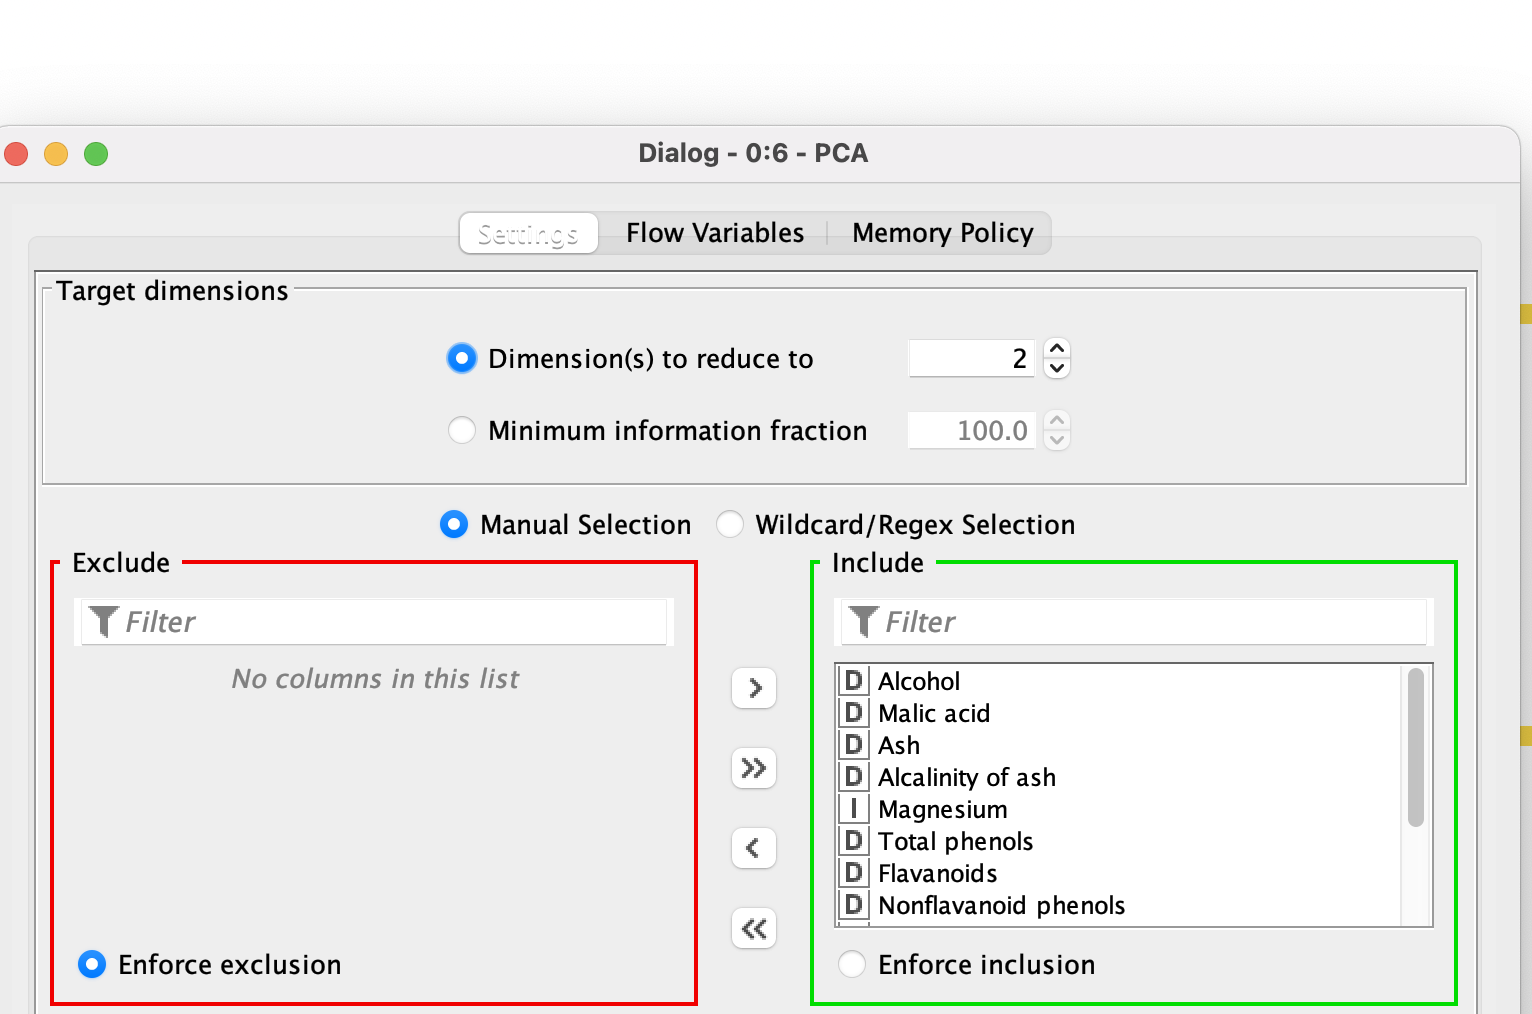 Dialog - 0:6 - PCA
Settings Flow Variables Memory Policy
Target dimensions
Dimension(s) to reduce to 2
Minimum information fraction 100.0
Manual Selection Wildcard/Regex Selection
Exclude
Filter
No columns in this list
Enforce exclusion
Include
Filter
D Alcohol
D Malic acid
D Ash
D Alcalinity of ash
I Magnesium
D Total phenols
D Flavanoids
D Nonflavanoid phenols
Enforce inclusion